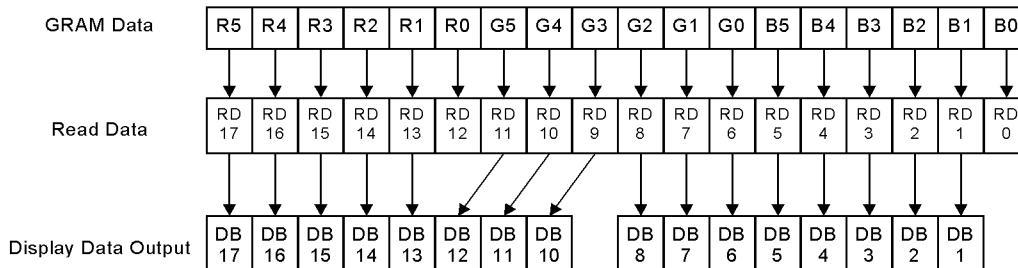 GRAM Data R5 R4 R3 R2 R1 R0 G5 G4 G3 G2 G1 G0 B5 B4 B3 B2 B1 B0
Read Data RD 17 RD 16 RD 15 RD 14 RD 13 RD 12 RD 11 RD 10 RD 9 RD 8 RD 7 RD 6 RD 5 RD 4 RD 3 RD 2 RD 1 RD 0
Display Data Output DB 17 DB 16 DB 15 DB 14 DB 13 DB 12 DB 11 DB 10 DB 8 DB 7 DB 6 DB 5 DB 4 DB 3 DB 2 DB 1